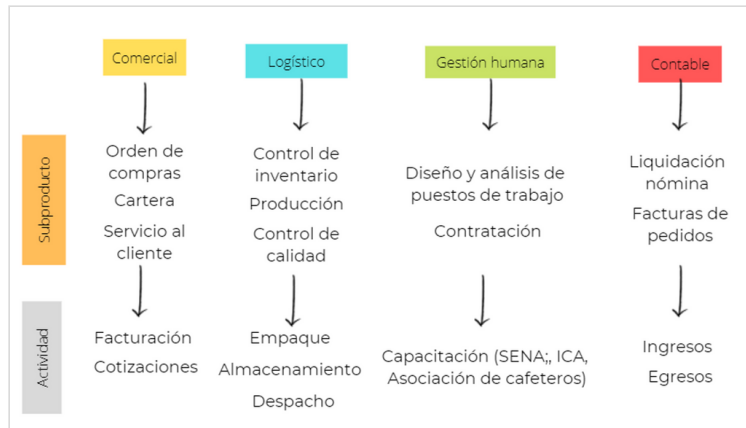 Comercial
Logístico
Gestión humana
Contable
Subproducto
Orden de
compras
Cartera
Servicio al
cliente
Control de
inventario
Producción
Control de
calidad
Diseño y análisis de
puestos de trabajo
Contratación
Liquidación
nómina
Facturas de
pedidos
Actividad
Facturación
Cotizaciones
Empaque
Almacenamiento
Despacho
Capacitación (SENA;, ICA,
Asociación de cafeteros)
Ingresos
Egresos